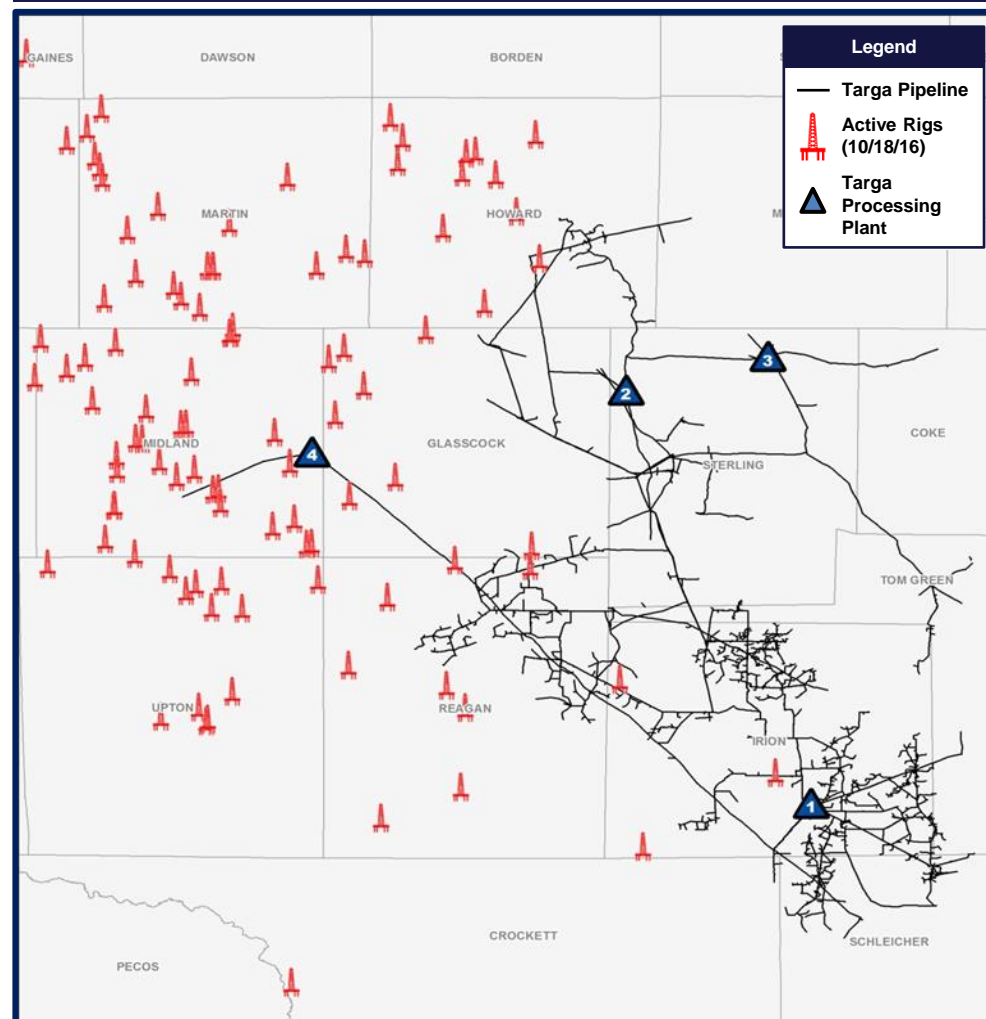 Legend
Targa Pipeline
Active Rigs
(10/18/16)
Targa
Processing
Plant
GAINES
DAWSON
BORDEN
MARTIN
HOWARD
M
3
2
4
MIDLAND
GLASSCOCK
COKE
STERLING
TOM GREEN
UPTON
REAGAN
IRION
1
CROCKETT
SCHLEICHER
PECOS